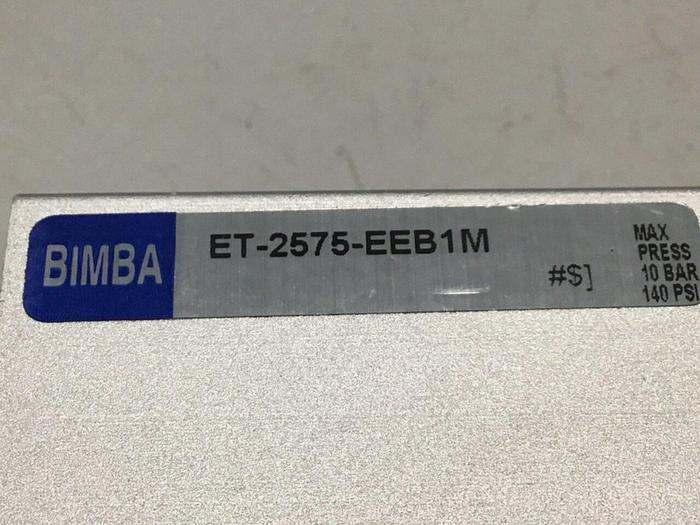 BIMBA
ET-2575-EEB1M
#$]
MAX
PRESS
10 BAR
140 PSI